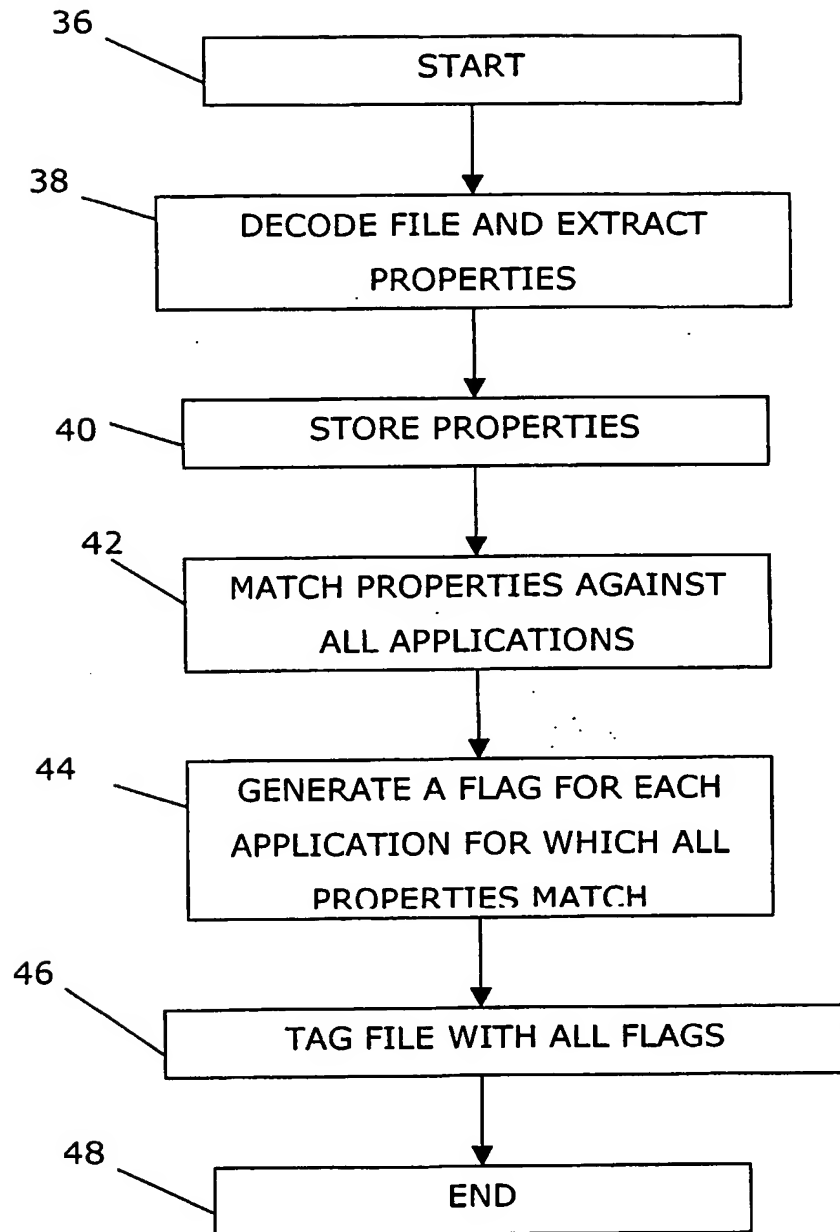 36
START
38
DECODE FILE AND EXTRACT
PROPERTIES
40
STORE PROPERTIES
42
MATCH PROPERTIES AGAINST
ALL APPLICATIONS
44
GENERATE A FLAG FOR EACH
APPLICATION FOR WHICH ALL
PROPERTIES MATCH
46
TAG FILE WITH ALL FLAGS
48
END